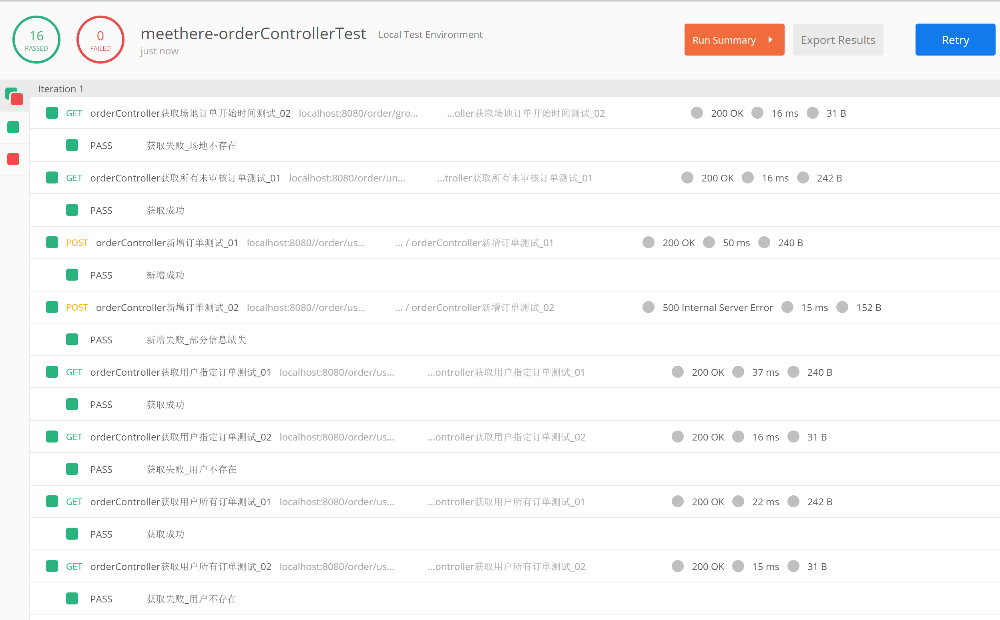 16 PASSED
0 FAILED
meethere-orderControllerTest Local Test Environment
just now
Run Summary
Export Results
Retry
Iteration 1
GET orderController获取场地订单开始时间测试_02 localhost:8080/order/gro... ...oller获取场地订单开始时间测试_02 200 OK 16 ms 31 B
PASS 获取失败_场地不存在
GET orderController获取所有未审核订单测试_01 localhost:8080/order/un... ...troller获取所有未审核订单测试_01 200 OK 16 ms 242 B
PASS 获取成功
POST orderController新增订单测试_01 localhost:8080//order/us... ... / orderController新增订单测试_01 200 OK 50 ms 240 B
PASS 新增成功
POST orderController新增订单测试_02 localhost:8080//order/us... ... / orderController新增订单测试_02 500 Internal Server Error 15 ms 152 B
PASS 新增失败_部分信息缺失
GET orderController获取用户指定订单测试_01 localhost:8080/order/us... ...ontroller获取用户指定订单测试_01 200 OK 37 ms 240 B
PASS 获取成功
GET orderController获取用户指定订单测试_02 localhost:8080/order/us... ...ontroller获取用户指定订单测试_02 200 OK 16 ms 31 B
PASS 获取失败_用户不存在
GET orderController获取用户所有订单测试_01 localhost:8080/order/us... ...ontroller获取用户所有订单测试_01 200 OK 22 ms 242 B
PASS 获取成功
GET orderController获取用户所有订单测试_02 localhost:8080/order/us... ...ontroller获取用户所有订单测试_02 200 OK 15 ms 31 B
PASS 获取失败_用户不存在